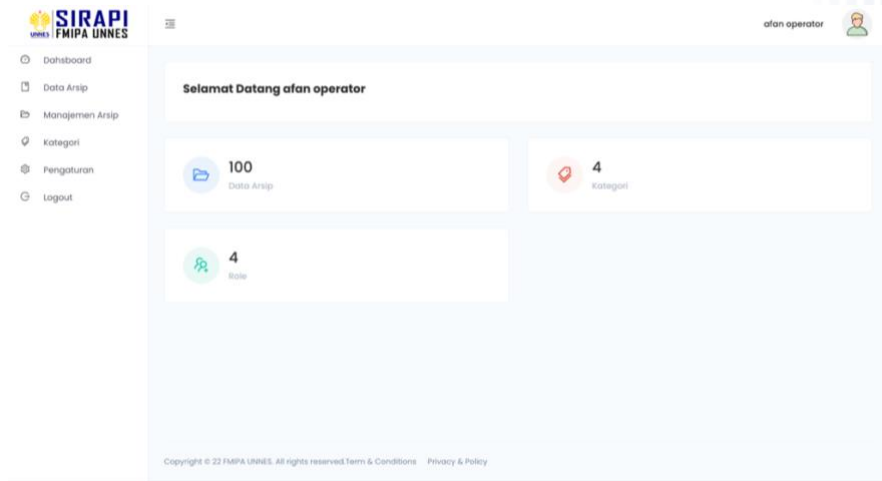 SIRAPI
UNNES FMIPA UNNES
afan operator
Dahsboard
Data Arsip
Manajemen Arsip
Kategori
Pengaturan
Logout
Selamat Datang afan operator
100
Data Arsip
4
Kategori
4
Role
Copyright © 22 FMIPA UNNES. All rights reserved.Term & Conditions Privacy & Policy